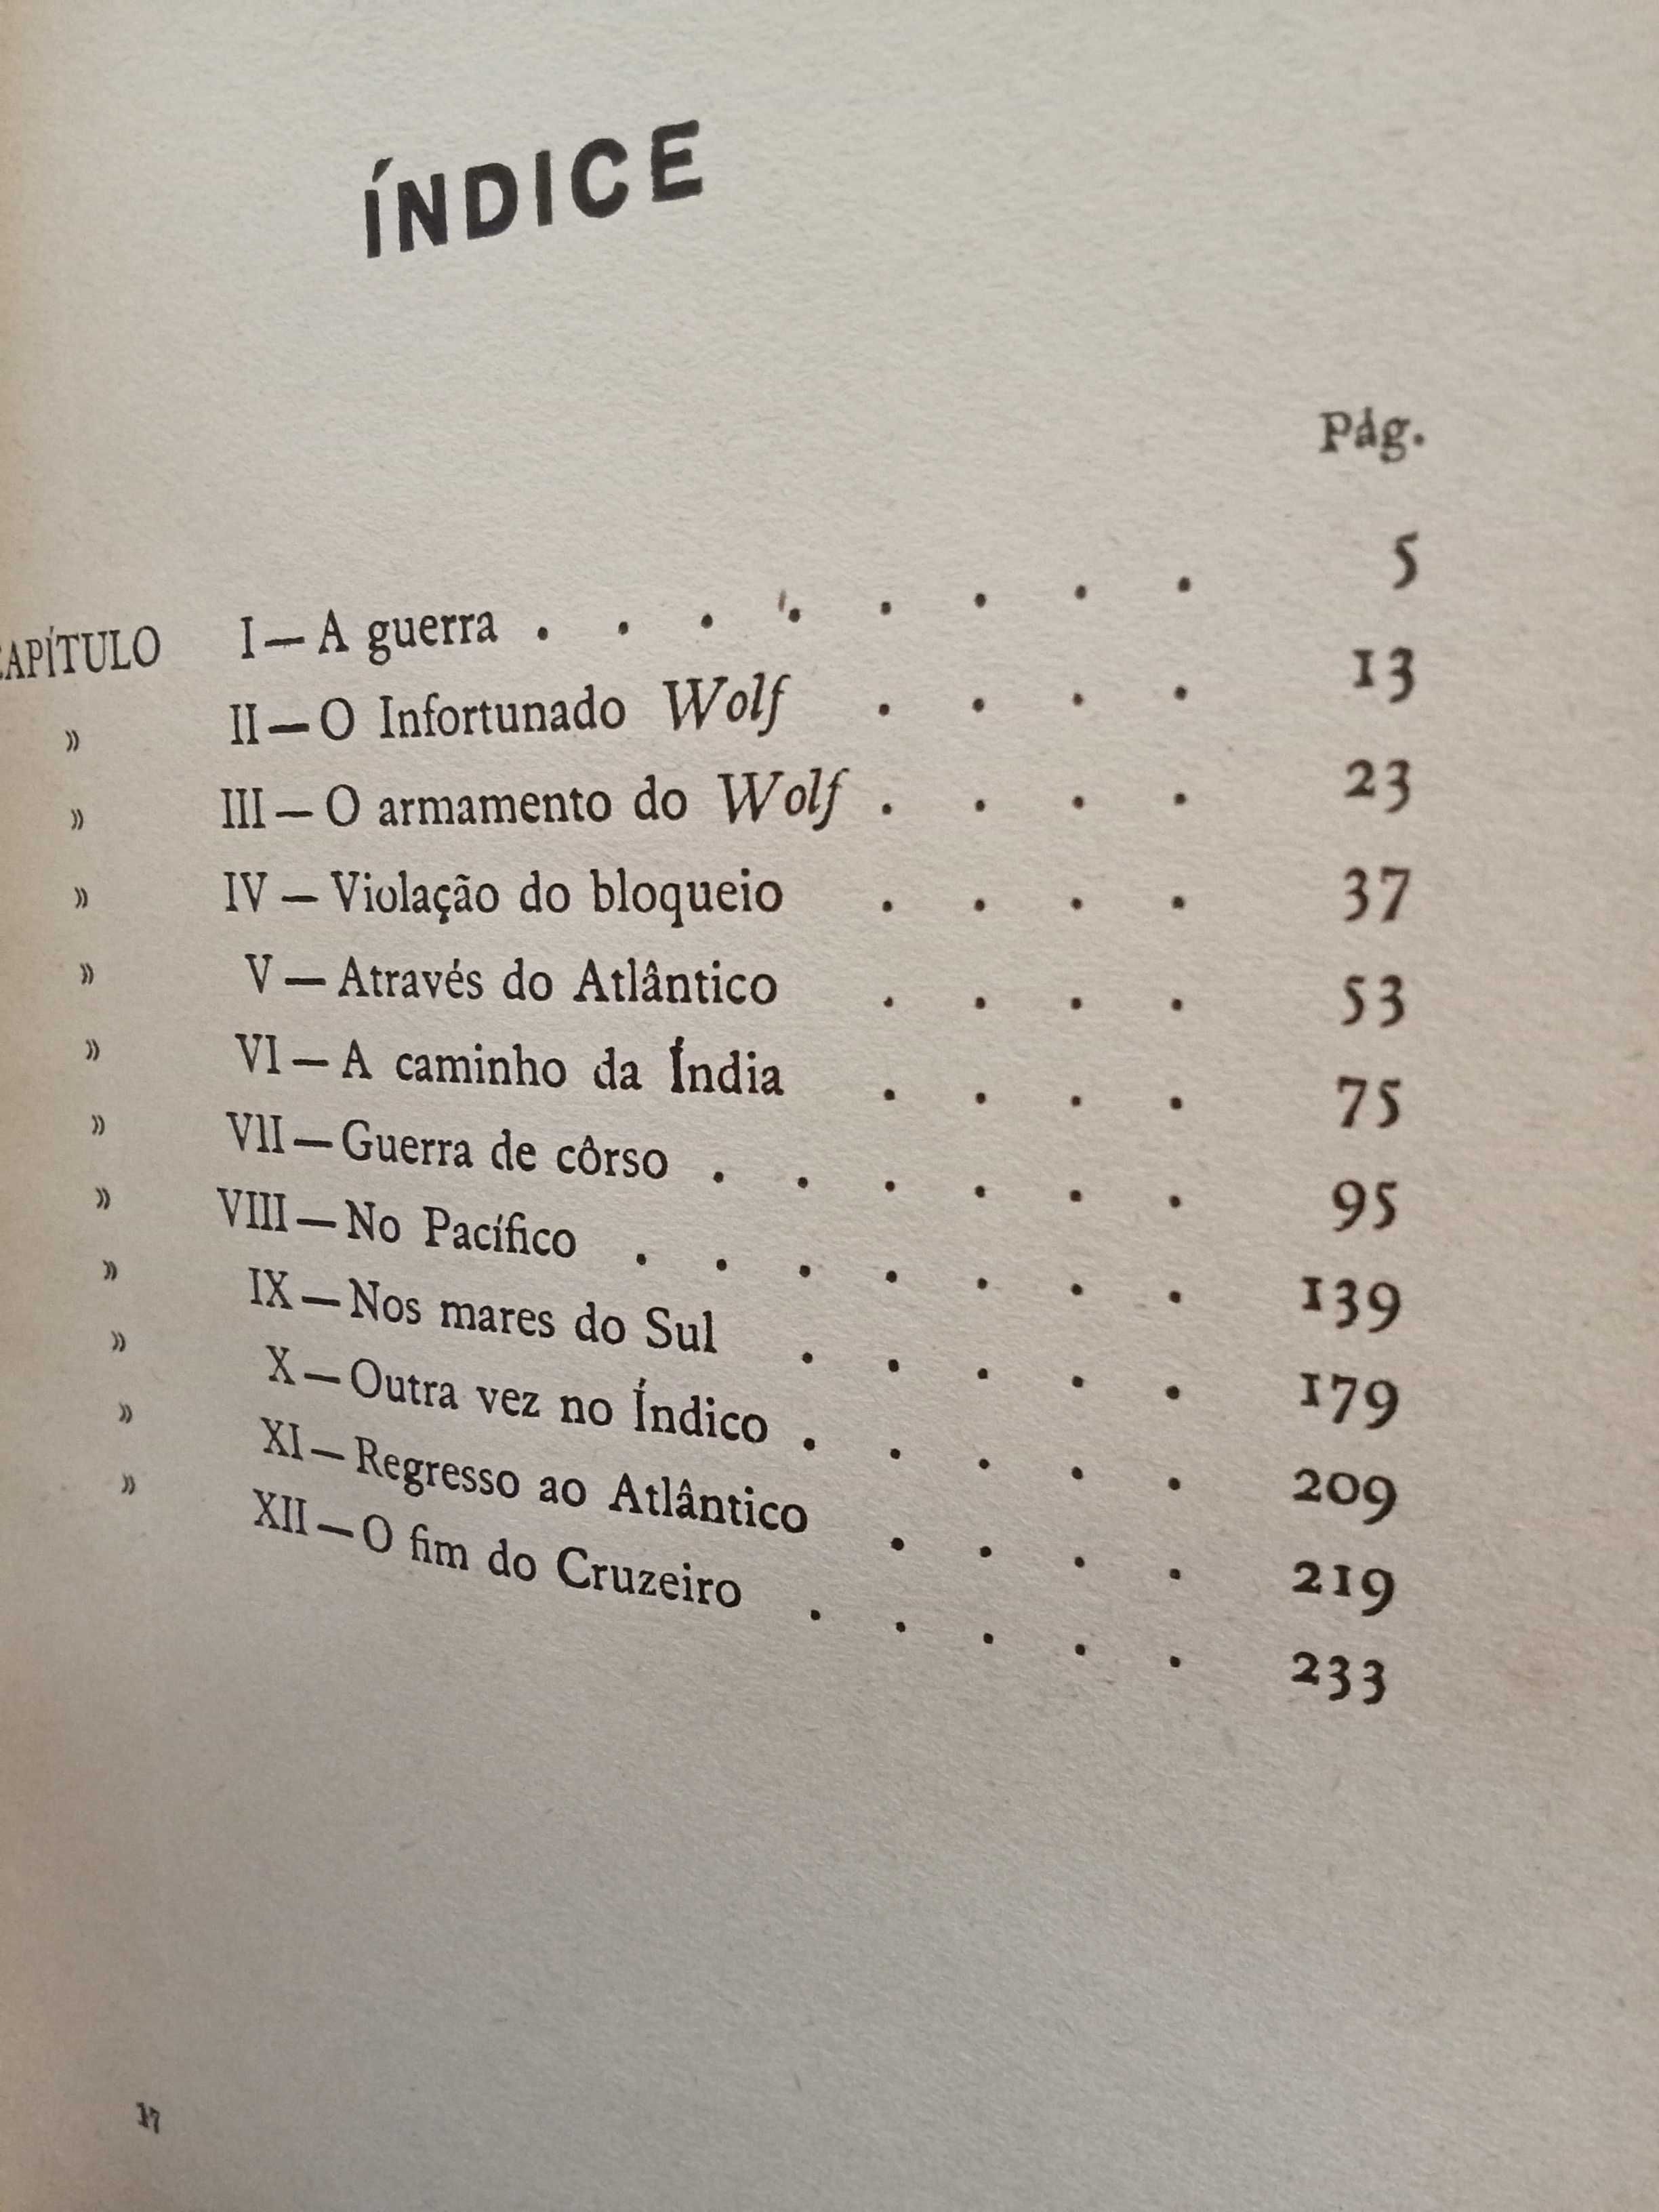 ÍNDICE
Pág.
CAPÍTULO I — A guerra . . . . . . . . 5
» II — O Infortunado Wolf . . . . 13
» III — O armamento do Wolf . . . . 23
» IV — Violação do bloqueio . . . . 37
» V — Através do Atlântico . . . . 53
» VI — A caminho da Índia . . . . 75
» VII — Guerra de côrso . . . . . . 95
» VIII — No Pacífico . . . . . . . 139
» IX — Nos mares do Sul . . . . . 179
» X — Outra vez no Índico . . . . . 209
» XI — Regresso ao Atlântico . . . . 219
» XII — O fim do Cruzeiro . . . . . 233
17